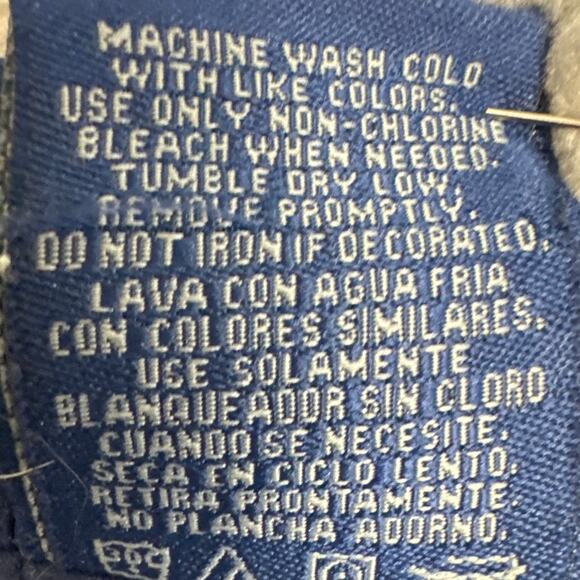 MACHINE WASH COLD
WITH LIKE COLORS.
USE ONLY NON-CHLORINE
BLEACH WHEN NEEDED.
TUMBLE DRY LOW.
REMOVE PROMPTLY.
DO NOT IRON IF DECORATED.
LAVA CON AGUA FRIA
CON COLORES SIMILARES.
USE SOLAMENTE
BLANQUEADOR SIN CLORO
CUANDO SE NECESITE.
SECA EN CICLO LENTO.
RETIRA PRONTAMENTE.
NO PLANCHA ADORNO.